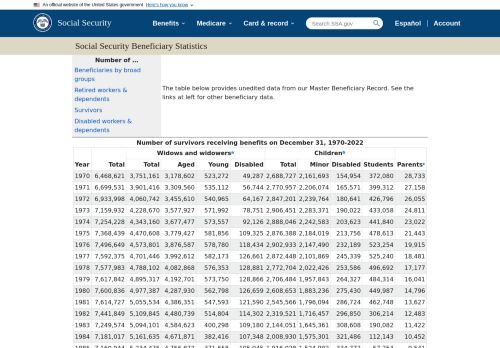 An official website of the United States government Here's how you know
Social Security
Benefits Medicare Card & record Search SSA.gov Español Account
Social Security Beneficiary Statistics
Number of ...
Beneficiaries by broad groups
Retired workers & dependents
Survivors
Disabled workers & dependents
The table below provides unedited data from our Master Beneficiary Record. See the
links at left for other beneficiary data.
Number of survivors receiving benefits on December 31, 1970-2022
Widows and widowers a Children b
Year Total Total Aged Young Disabled Total Minor Disabled Students Parents c
1970 6,468,621 3,751,161 3,178,602 523,272 49,287 2,688,727 2,161,693 154,954 372,080 28,733
1971 6,699,531 3,901,416 3,309,560 535,112 56,744 2,770,957 2,206,074 165,571 399,312 27,158
1972 6,933,998 4,060,742 3,455,610 540,965 64,167 2,847,201 2,239,764 180,641 426,796 26,055
1973 7,159,932 4,228,670 3,577,927 571,992 78,751 2,906,451 2,283,371 190,022 433,058 24,811
1974 7,254,228 4,343,160 3,677,477 573,557 92,126 2,888,046 2,242,583 203,623 441,840 23,022
1975 7,368,439 4,470,608 3,779,427 581,856 109,325 2,876,388 2,184,019 213,756 478,613 21,443
1976 7,496,649 4,573,801 3,876,587 578,780 118,434 2,902,933 2,147,490 232,189 523,254 19,915
1977 7,592,375 4,701,446 3,992,612 582,173 126,661 2,872,448 2,101,869 245,339 525,240 18,481
1978 7,577,983 4,788,102 4,082,868 576,353 128,881 2,772,704 2,022,426 253,586 496,692 17,177
1979 7,617,842 4,895,317 4,192,701 573,750 128,866 2,706,484 1,957,843 264,327 484,314 16,041
1980 7,600,836 4,977,387 4,287,930 562,798 126,659 2,608,653 1,883,236 275,430 449,987 14,796
1981 7,614,727 5,055,534 4,386,351 547,593 121,590 2,545,566 1,796,094 286,724 462,748 13,627
1982 7,441,849 5,109,845 4,480,739 514,804 114,302 2,319,521 1,716,457 296,850 306,214 12,483
1983 7,249,574 5,094,101 4,584,623 400,298 109,180 2,144,051 1,645,361 308,608 190,082 11,422
1984 7,181,017 5,161,635 4,671,871 382,416 107,348 2,008,930 1,575,301 321,486 112,143 10,452